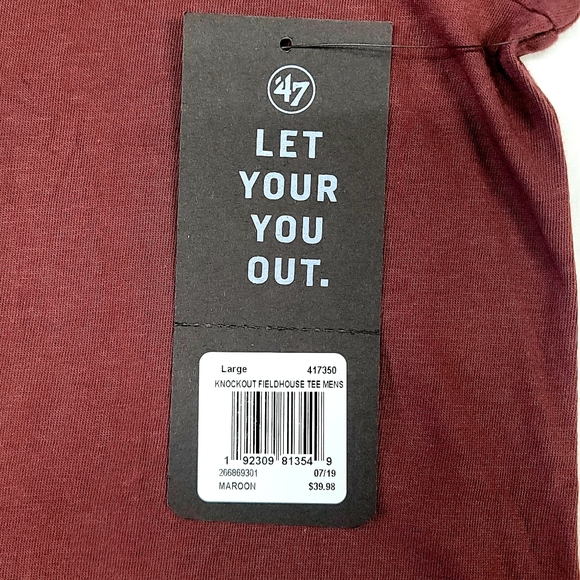 '47
LET
YOUR
YOU
OUT.
Large 417350
KNOCKOUT FIELDHOUSE TEE MENS
1 92309 81354 9
266869301 07/19
MAROON $39.98